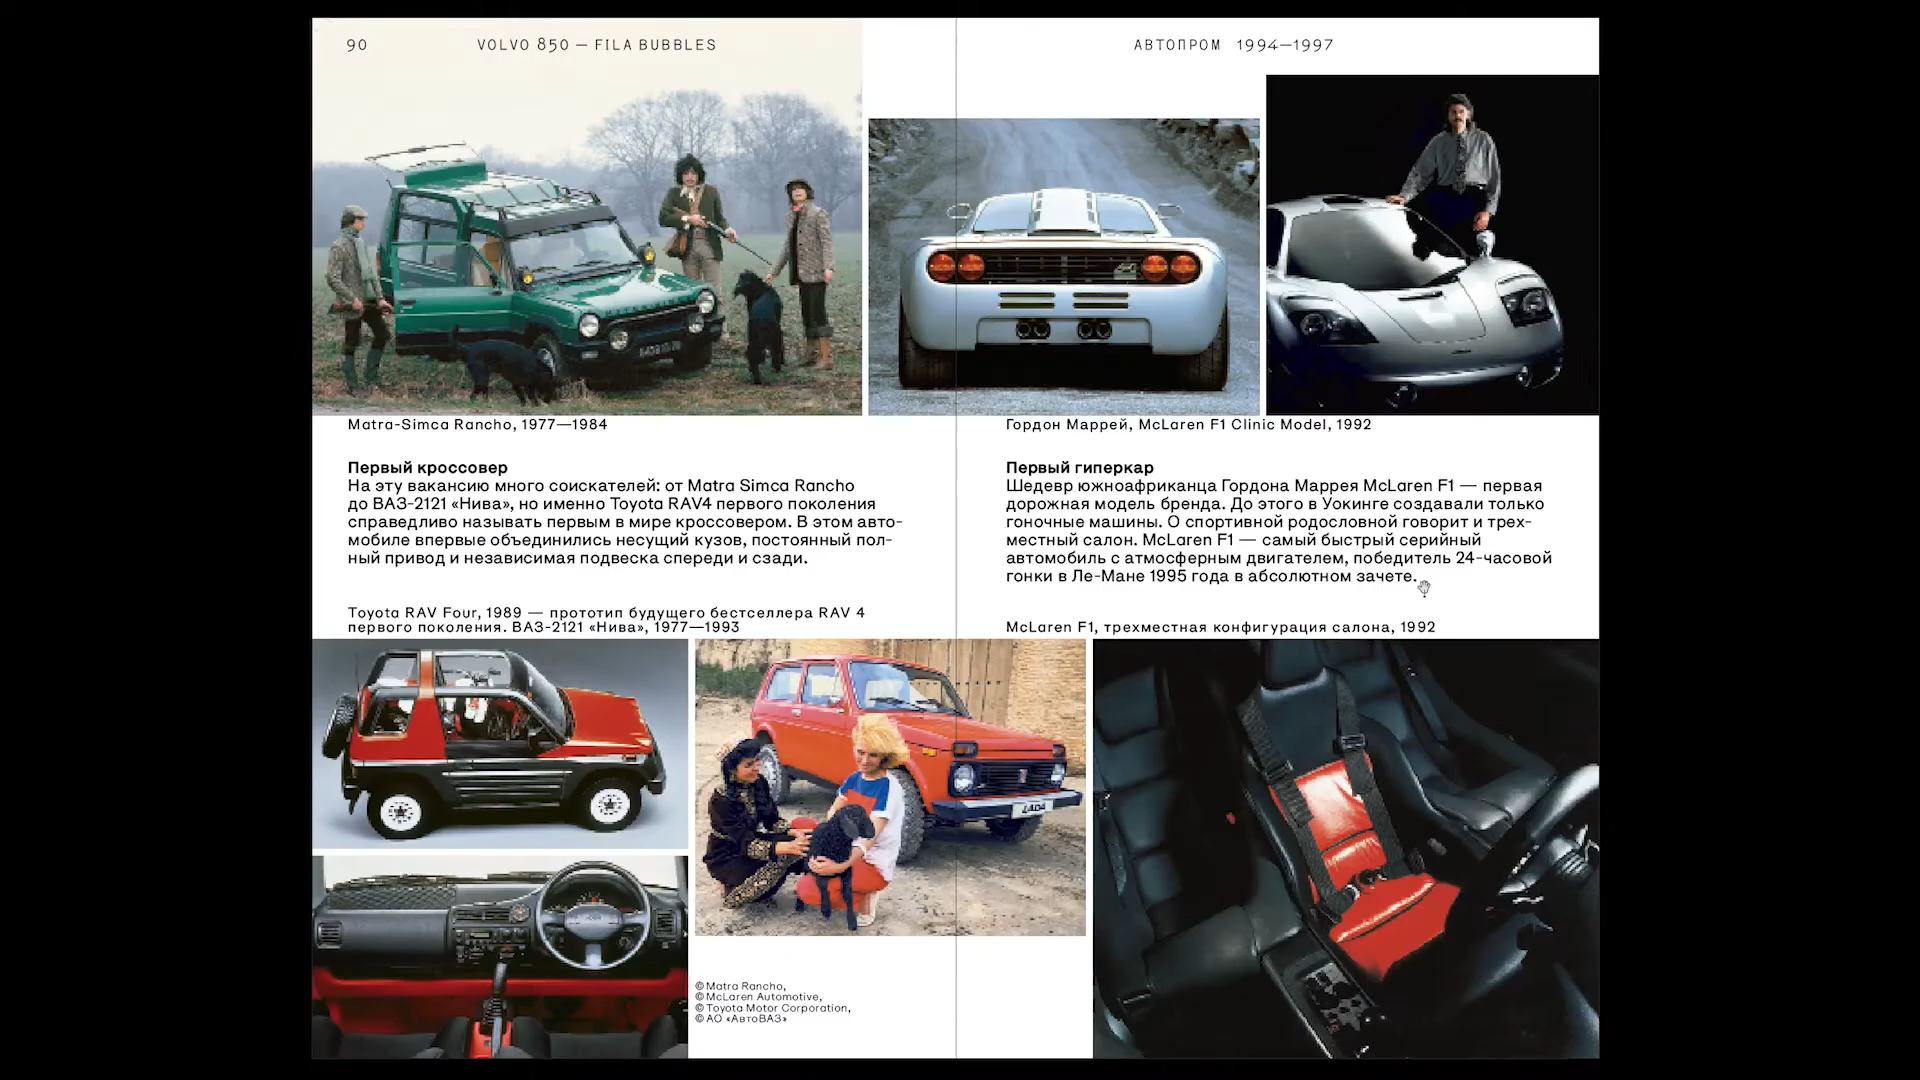 90
VOLVO 850 — FILA BUBBLES
АВТОПРОМ 1994—1997
Matra-Simca Rancho, 1977—1984
Первый кроссовер
На эту вакансию много соискателей: от Matra Simca Rancho
до ВАЗ-2121 «Нива», но именно Toyota RAV4 первого поколения
справедливо называть первым в мире кроссовером. В этом авто-
мобиле впервые объединились несущий кузов, постоянный пол-
ный привод и независимая подвеска спереди и сзади.
Toyota RAV Four, 1989 — прототип будущего бестселлера RAV 4
первого поколения. ВАЗ-2121 «Нива», 1977—1993
Гордон Маррей, McLaren F1 Clinic Model, 1992
Первый гиперкар
Шедевр южноафриканца Гордона Маррея McLaren F1 — первая
дорожная модель бренда. До этого в Уокинге создавали только
гоночные машины. О спортивной родословной говорит и трех-
местный салон. McLaren F1 — самый быстрый серийный
автомобиль с атмосферным двигателем, победитель 24-часовой
гонки в Ле-Мане 1995 года в абсолютном зачете.
McLaren F1, трехместная конфигурация салона, 1992
LADA
© Matra Rancho,
© McLaren Automotive,
© Toyota Motor Corporation,
© АО «АвтоВАЗ»